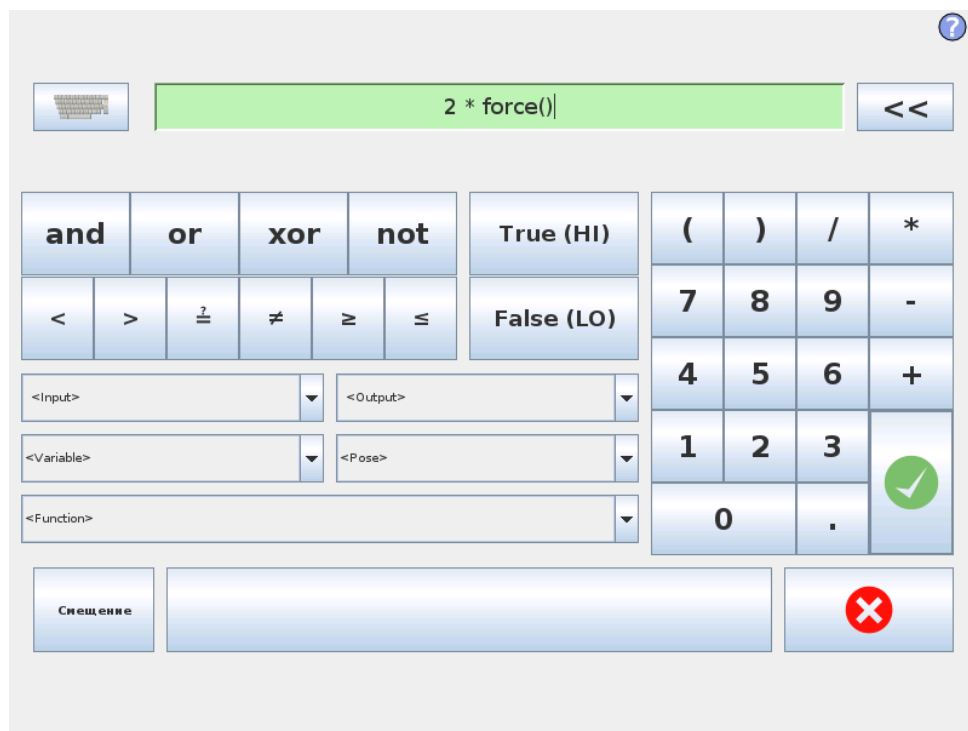 ?
2 * force()
<<
and or xor not True (HI) ( ) / *
< > ≟ ≠ ≥ ≤ False (LO) 7 8 9 -
<Input> <Output> 4 5 6 +
<Variable> <Pose> 1 2 3
<Function> 0 .
Смещение